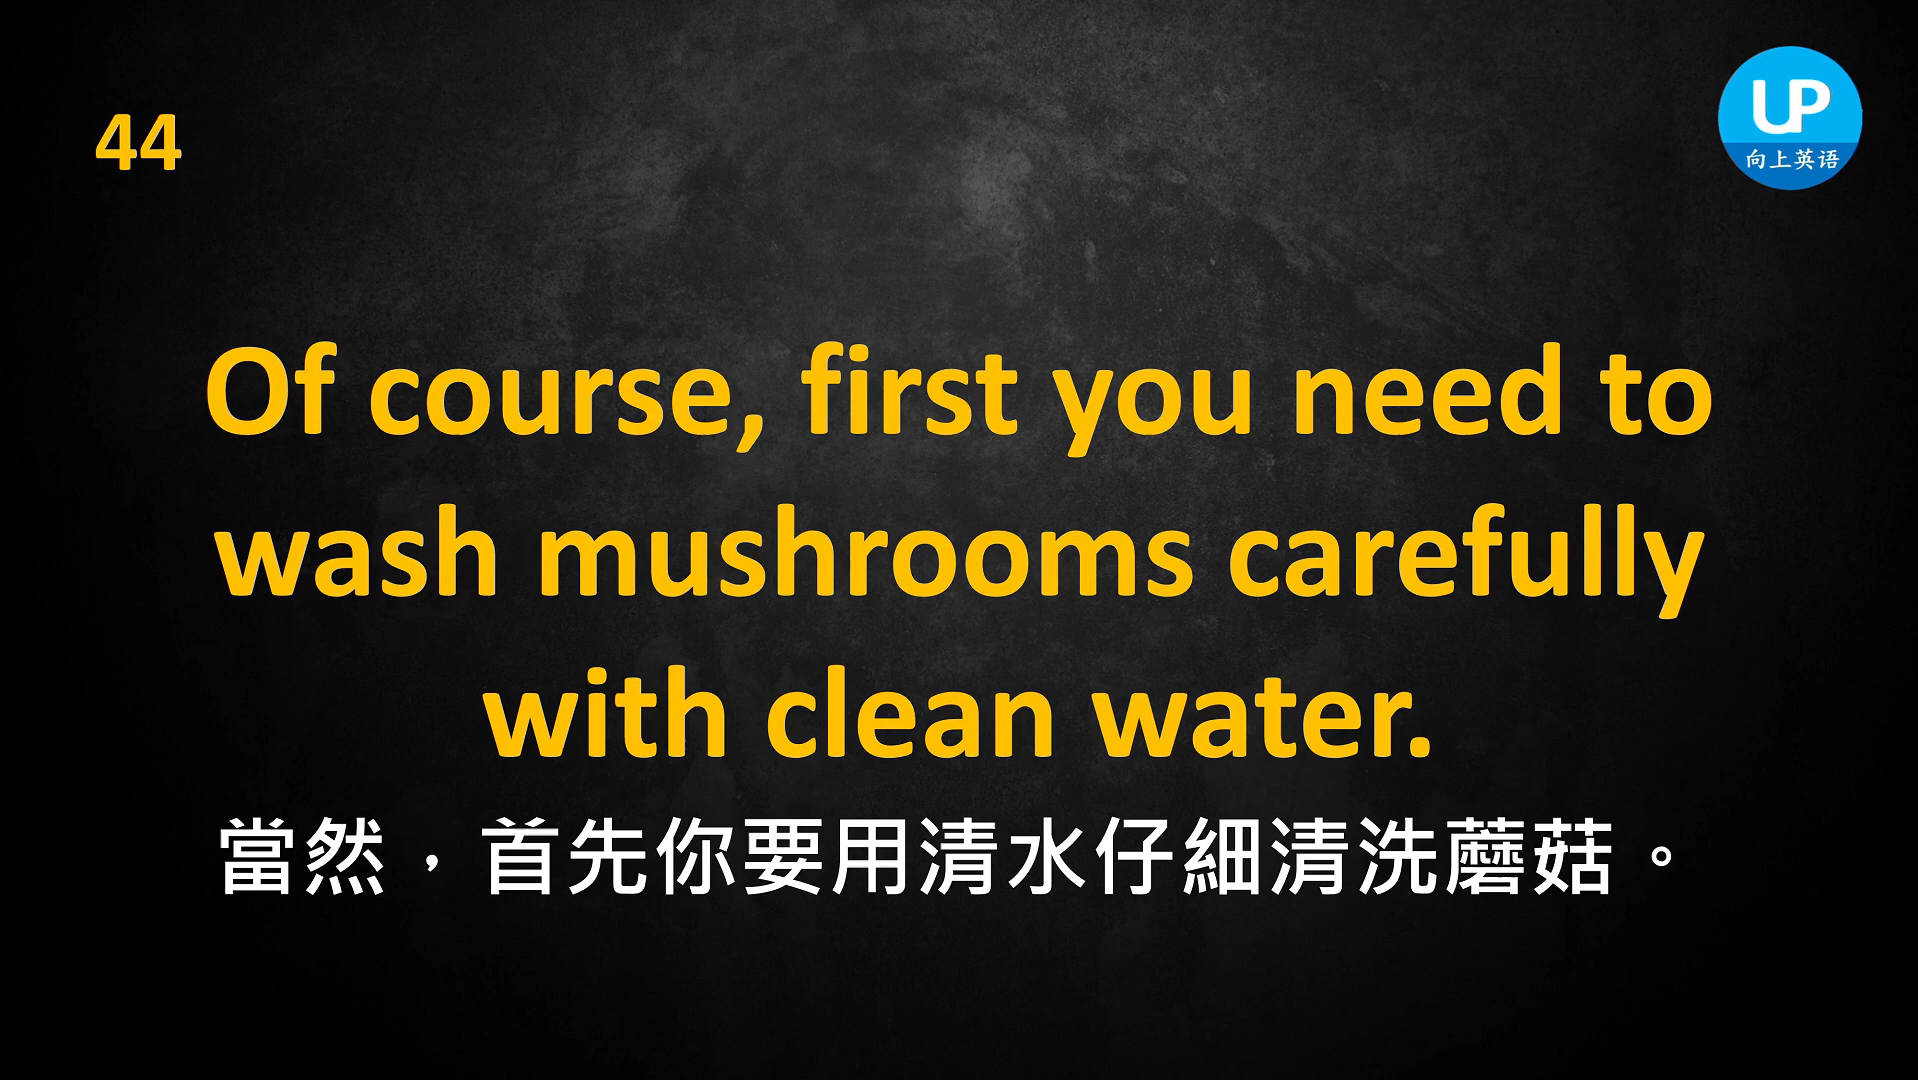 44
UP
向上英语
Of course, first you need to
wash mushrooms carefully
with clean water.
當然，首先你要用清水仔細清洗蘑菇。